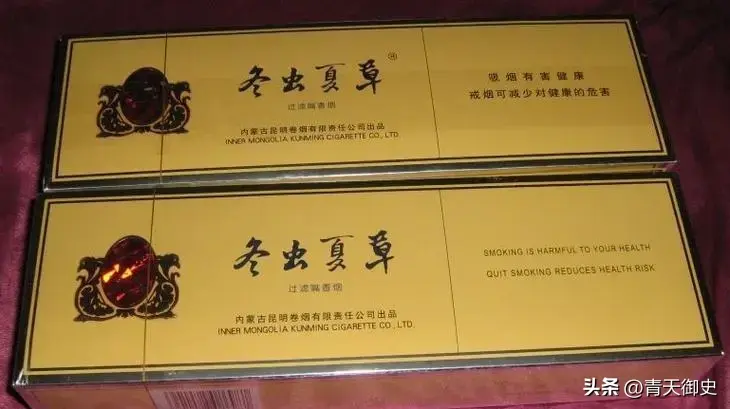 冬虫夏草
过滤嘴香烟
内蒙古昆明卷烟有限责任公司出品
INNER MONGOLIA KUNMING CIGARETTE CO., LTD.
吸烟有害健康
戒烟可减少对健康的危害
冬虫夏草
过滤嘴香烟
内蒙古昆明卷烟有限责任公司出品
INNER MONGOLIA KUNMING CIGARETTE CO., LTD.
SMOKING IS HARMFUL TO YOUR HEALTH
QUIT SMOKING REDUCES HEALTH RISK
头条 @青天御史